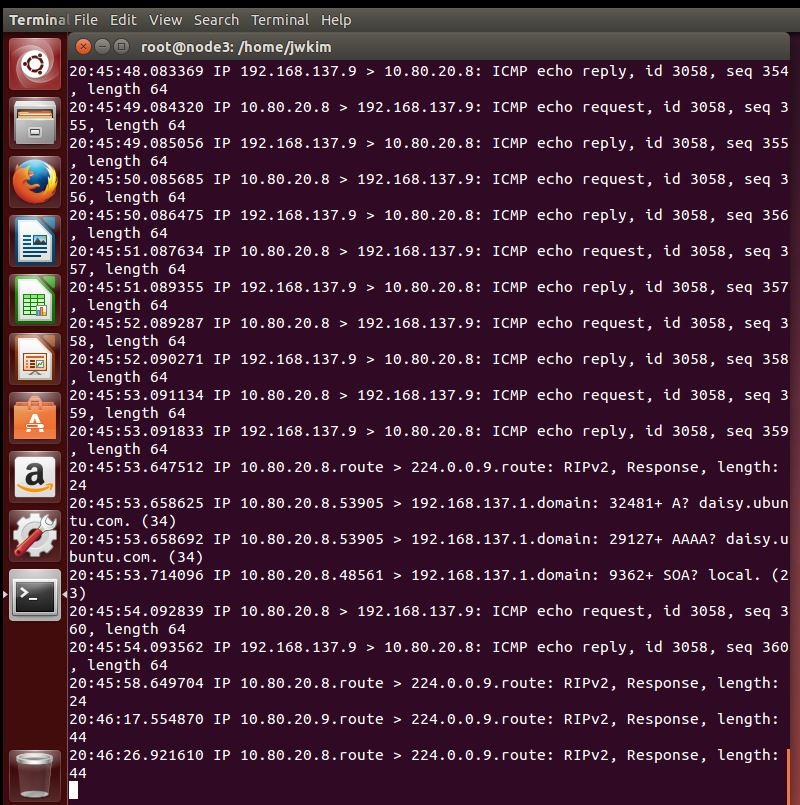 Terminal File Edit View Search Terminal Help
root@node3: /home/jwkim
20:45:48.083369 IP 192.168.137.9 > 10.80.20.8: ICMP echo reply, id 3058, seq 354
, length 64
20:45:49.084320 IP 10.80.20.8 > 192.168.137.9: ICMP echo request, id 3058, seq 3
55, length 64
20:45:49.085056 IP 192.168.137.9 > 10.80.20.8: ICMP echo reply, id 3058, seq 355
, length 64
20:45:50.085685 IP 10.80.20.8 > 192.168.137.9: ICMP echo request, id 3058, seq 3
56, length 64
20:45:50.086475 IP 192.168.137.9 > 10.80.20.8: ICMP echo reply, id 3058, seq 356
, length 64
20:45:51.087634 IP 10.80.20.8 > 192.168.137.9: ICMP echo request, id 3058, seq 3
57, length 64
20:45:51.089355 IP 192.168.137.9 > 10.80.20.8: ICMP echo reply, id 3058, seq 357
, length 64
20:45:52.089287 IP 10.80.20.8 > 192.168.137.9: ICMP echo request, id 3058, seq 3
58, length 64
20:45:52.090271 IP 192.168.137.9 > 10.80.20.8: ICMP echo reply, id 3058, seq 358
, length 64
20:45:53.091134 IP 10.80.20.8 > 192.168.137.9: ICMP echo request, id 3058, seq 3
59, length 64
20:45:53.091833 IP 192.168.137.9 > 10.80.20.8: ICMP echo reply, id 3058, seq 359
, length 64
20:45:53.647512 IP 10.80.20.8.route > 224.0.0.9.route: RIPv2, Response, length:
24
20:45:53.658625 IP 10.80.20.8.53905 > 192.168.137.1.domain: 32481+ A? daisy.ubun
tu.com. (34)
20:45:53.658692 IP 10.80.20.8.53905 > 192.168.137.1.domain: 29127+ AAAA? daisy.u
buntu.com. (34)
20:45:53.714096 IP 10.80.20.8.48561 > 192.168.137.1.domain: 9362+ SOA? local. (2
3)
20:45:54.092839 IP 10.80.20.8 > 192.168.137.9: ICMP echo request, id 3058, seq 3
60, length 64
20:45:54.093562 IP 192.168.137.9 > 10.80.20.8: ICMP echo reply, id 3058, seq 360
, length 64
20:45:58.649704 IP 10.80.20.8.route > 224.0.0.9.route: RIPv2, Response, length:
24
20:46:17.554870 IP 10.80.20.9.route > 224.0.0.9.route: RIPv2, Response, length:
44
20:46:26.921610 IP 10.80.20.8.route > 224.0.0.9.route: RIPv2, Response, length:
44